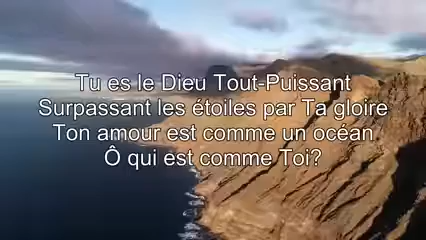 Tu es le Dieu Tout-Puissant
Surpassant les étoiles par Ta gloire
Ton amour est comme un océan
Ô qui est comme Toi?